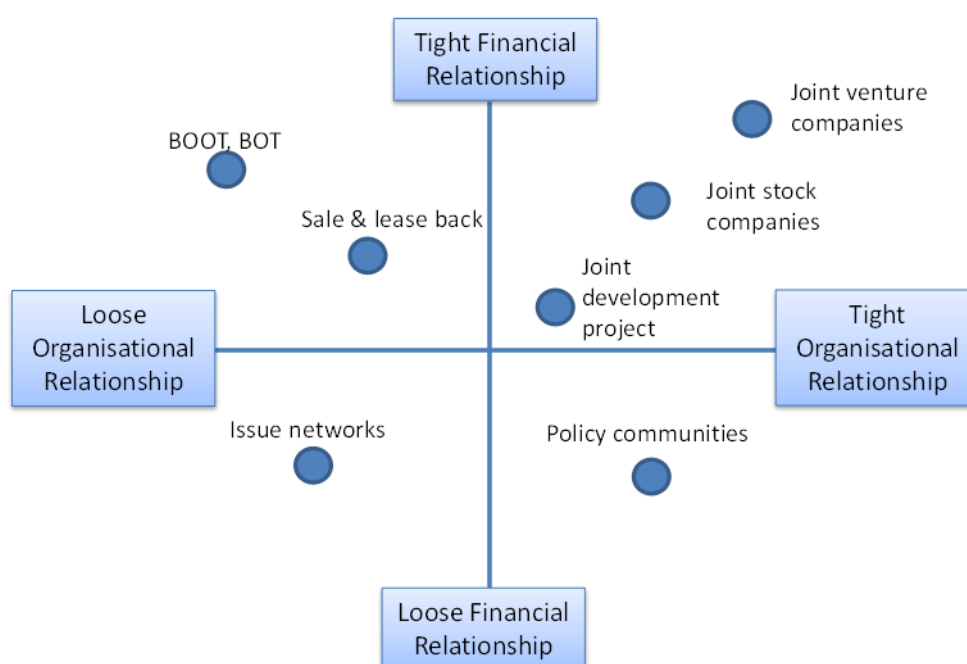 Tight Financial
Relationship
Joint venture
companies
BOOT, BOT
Joint stock
companies
Sale & lease back
Joint
development
project
Loose
Organisational
Relationship
Tight
Organisational
Relationship
Issue networks
Policy communities
Loose Financial
Relationship